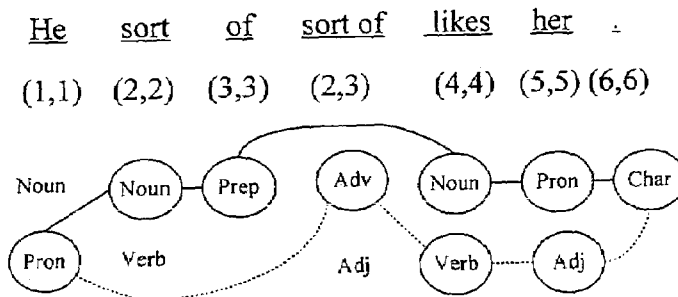 He sort of sort of likes her .
(1,1) (2,2) (3,3) (2,3) (4,4) (5,5) (6,6)
Noun Noun Prep Adv Noun Pron Char
Pron Verb Adj Verb Adj